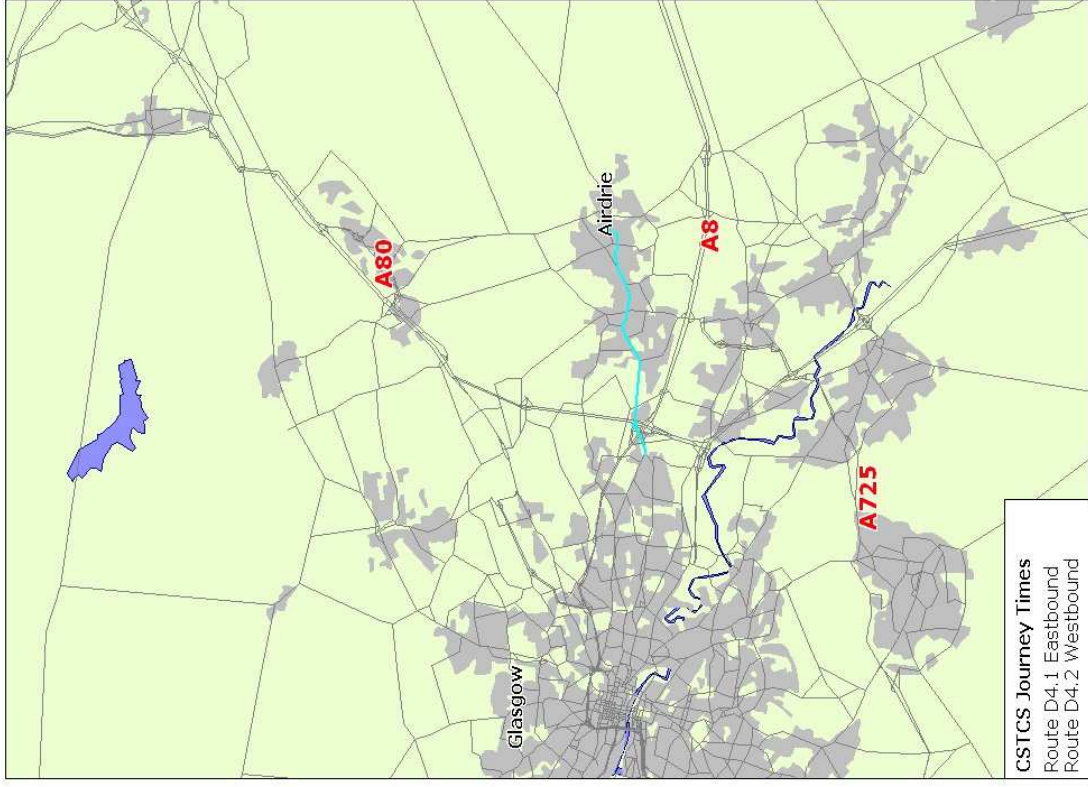 A80
Airdrie
A8
A725
Glasgow
CSTCS Journey Times
Route D4.1 Eastbound
Route D4.2 Westbound